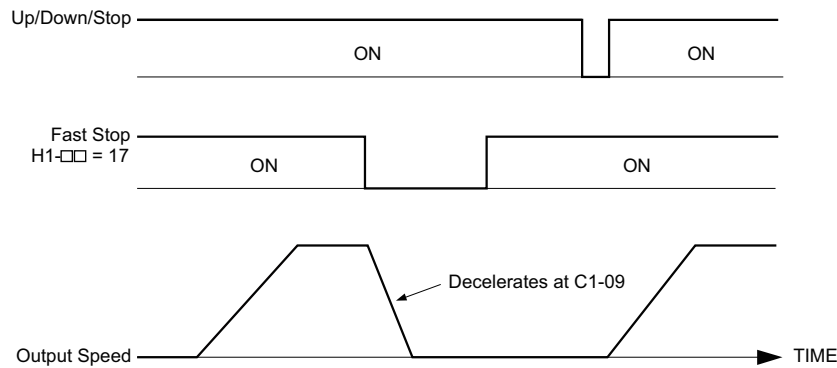 Up/Down/Stop
ON
ON
Fast Stop
H1-□□ = 17
ON
ON
Decelerates at C1-09
Output Speed
TIME